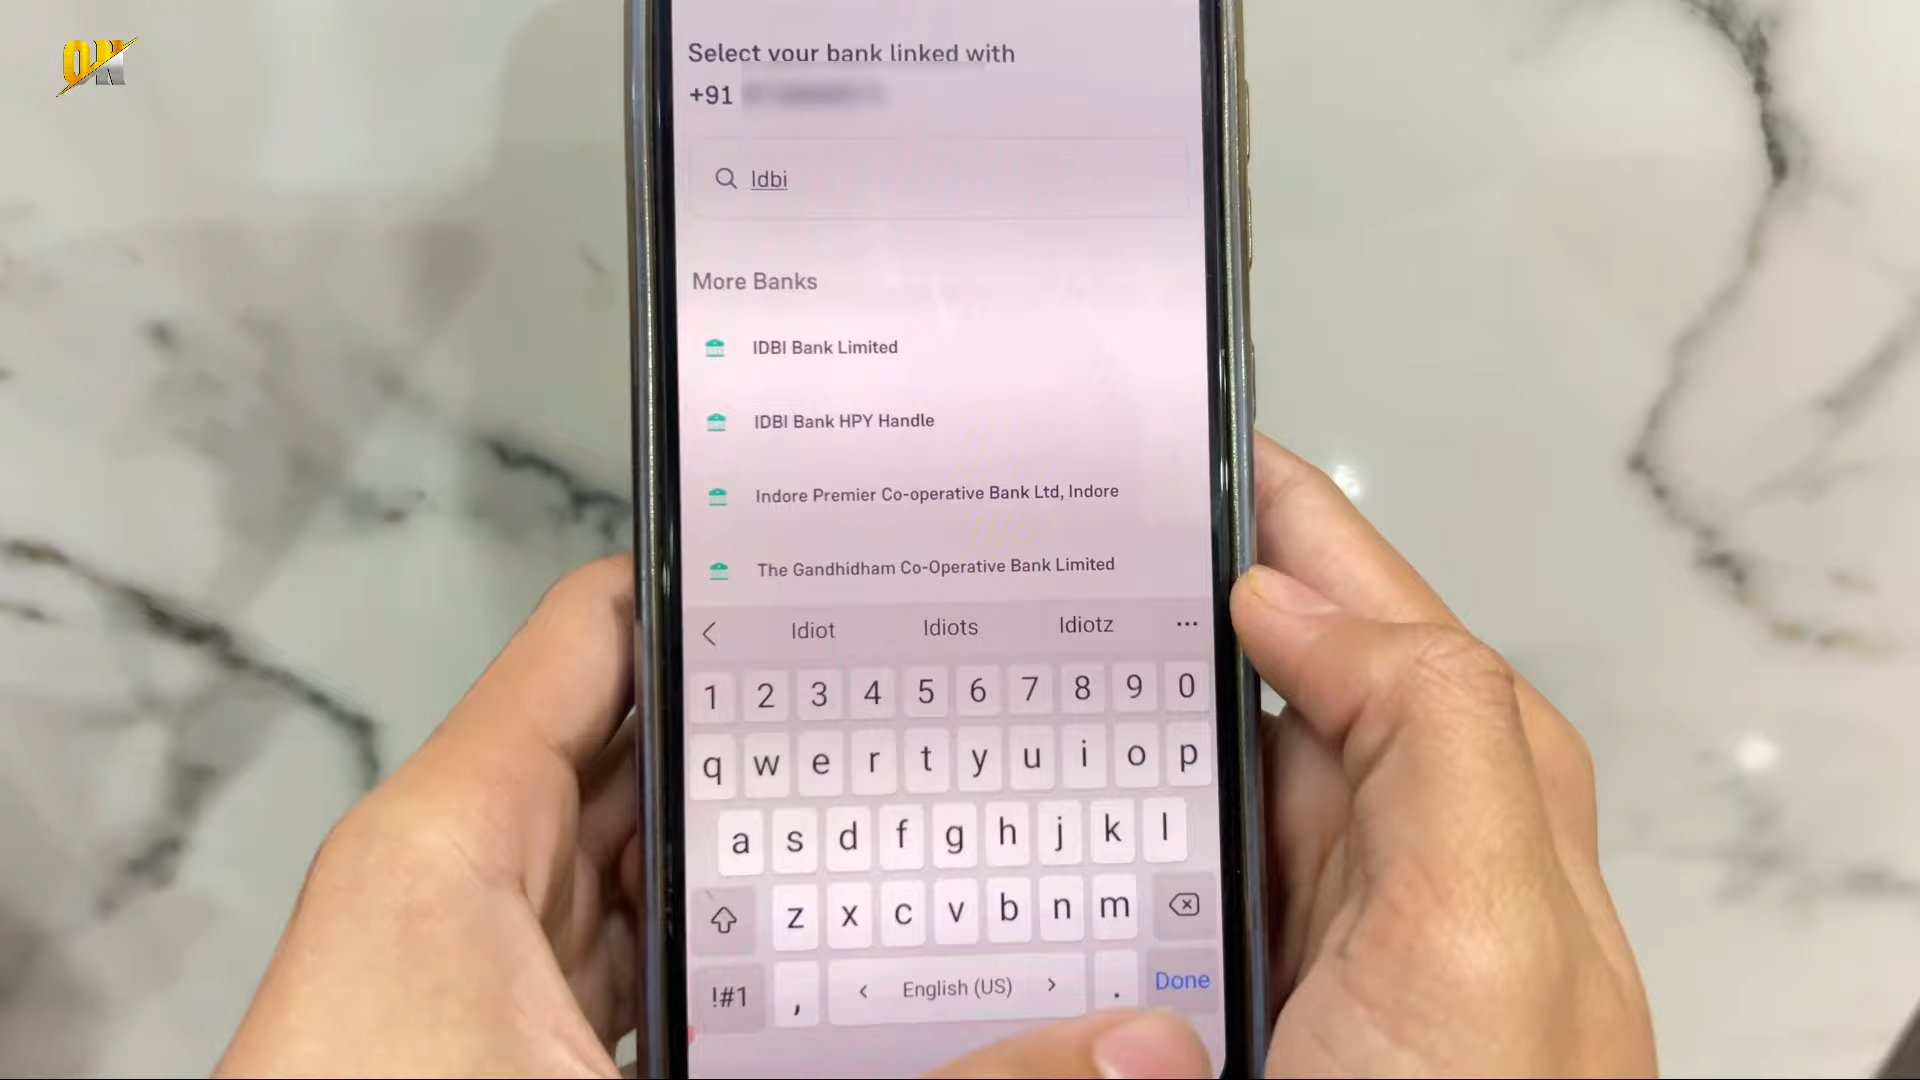 OK
Select your bank linked with
+91
Idbi
More Banks
IDBI Bank Limited
IDBI Bank HPY Handle
Indore Premier Co-operative Bank Ltd, Indore
The Gandhidham Co-Operative Bank Limited
Idiot Idiots Idiotz ...
1 2 3 4 5 6 7 8 9 0
q w e r t y u i o p
a s d f g h j k l
z x c v b n m
!#1 , < English (US) > . Done